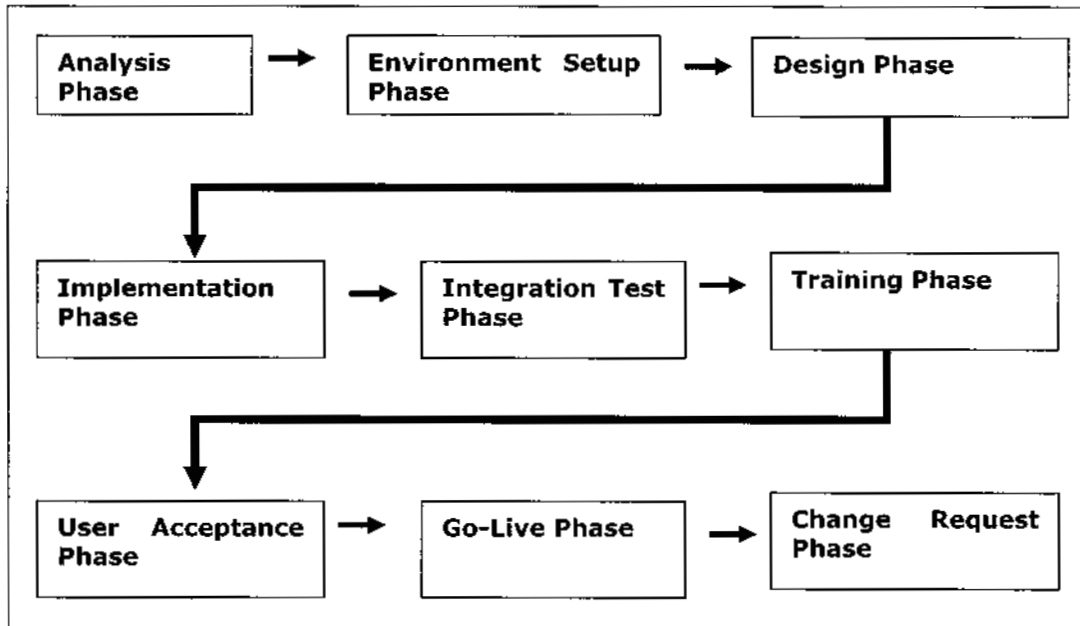 Analysis
Phase
Environment Setup
Phase
Design Phase
Implementation
Phase
Integration Test
Phase
Training Phase
User Acceptance
Phase
Go-Live Phase
Change Request
Phase